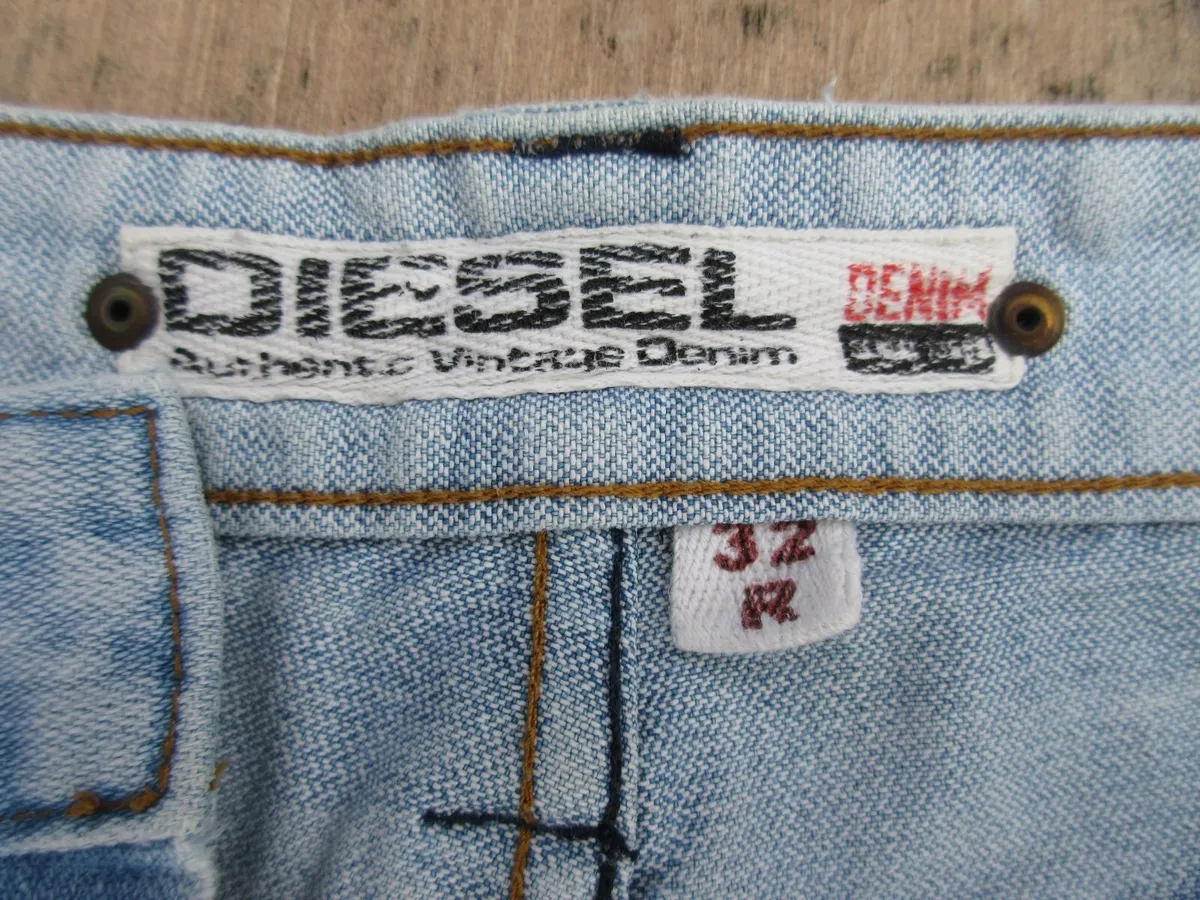 DIESEL
Authentic Vintage Denim
DENIM
32
R